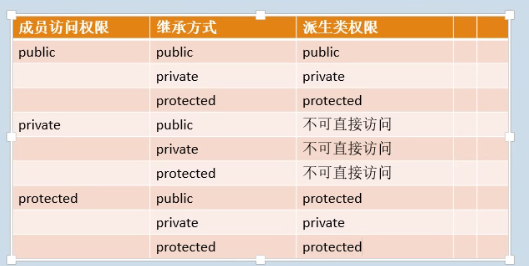 成员访问权限 继承方式 派生类权限
public public public
private private
protected protected
private public 不可直接访问
private 不可直接访问
protected 不可直接访问
protected public protected
private private
protected protected